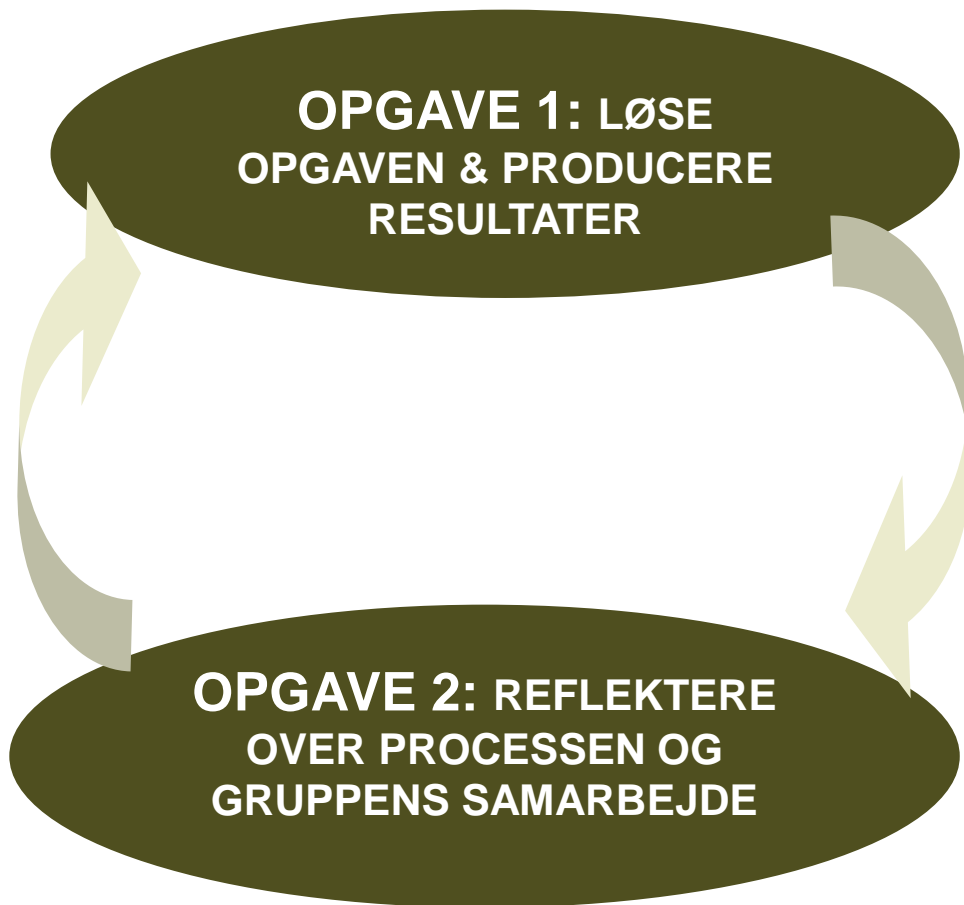 OPGAVE 1: LØSE
OPGAVEN & PRODUCERE
RESULTATER
OPGAVE 2: REFLEKTERE
OVER PROCESSEN OG
GRUPPENS SAMARBEJDE